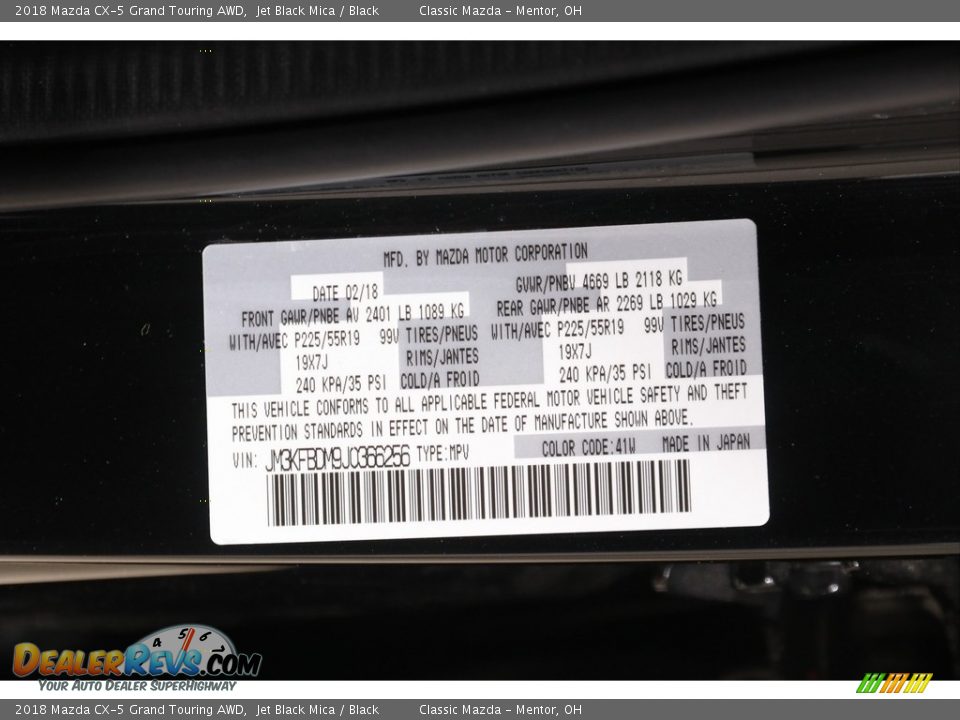 2018 Mazda CX-5 Grand Touring AWD, Jet Black Mica / Black Classic Mazda - Mentor, OH
MFD. BY MAZDA MOTOR CORPORATION
DATE 02/18 GVWR/PNBV 4669 LB 2118 KG
FRONT GAWR/PNBE AV 2401 LB 1089 KG REAR GAWR/PNBE AR 2269 LB 1029 KG
WITH/AVEC P225/55R19 99V TIRES/PNEUS WITH/AVEC P225/55R19 99V TIRES/PNEUS
19X7J RIMS/JANTES 19X7J RIMS/JANTES
240 KPA/35 PSI COLD/A FROID 240 KPA/35 PSI COLD/A FROID
THIS VEHICLE CONFORMS TO ALL APPLICABLE FEDERAL MOTOR VEHICLE SAFETY AND THEFT
PREVENTION STANDARDS IN EFFECT ON THE DATE OF MANUFACTURE SHOWN ABOVE.
COLOR CODE:41W MADE IN JAPAN
VIN: JM3KFBDM9J0366256 TYPE:MPV
4 5 6
DEALERREVS.COM
YOUR AUTO DEALER SUPERHIGHWAY
2018 Mazda CX-5 Grand Touring AWD, Jet Black Mica / Black Classic Mazda - Mentor, OH